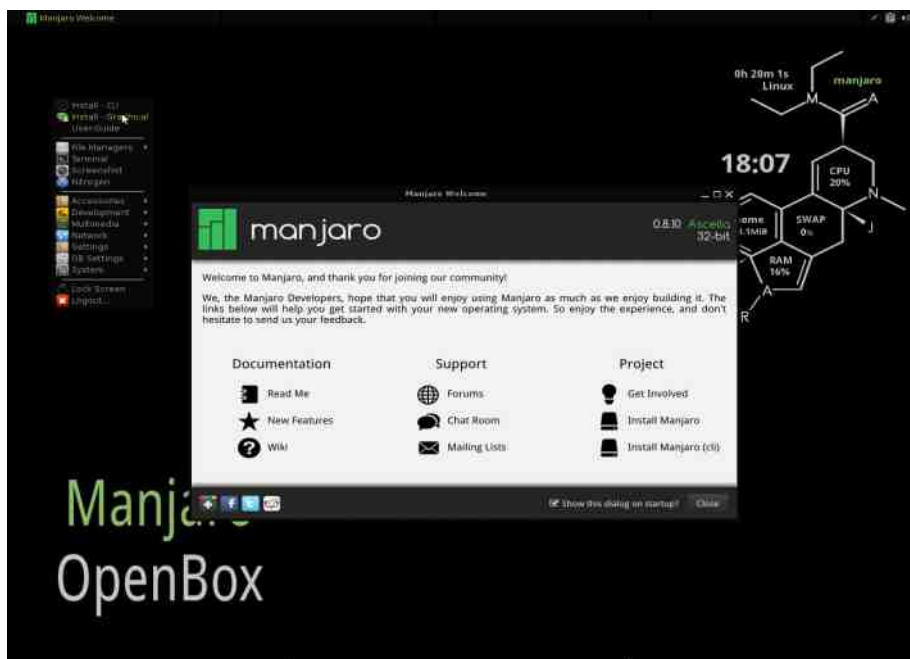 Manjaro Welcome
0h 20m 1s
Linux
manjaro
M
A
Install - CLI
Install - Graphical
UserGuide
File Managers
Terminal
Screenshot
Nitrogen
Accessories
Development
Multimedia
Network
Settings
OB Settings
System
Lock Screen
Logout...
18:07
CPU
20%
N
SWAP
0%
J
RAM
16%
A
R
Manjaro Welcome
manjaro
0.8.10 Ascella
32-bit
Welcome to Manjaro, and thank you for joining our community!
We, the Manjaro Developers, hope that you will enjoy using Manjaro as much as we enjoy building it. The
links below will help you get started with your new operating system. So enjoy the experience, and don't
hesitate to send us your feedback.
Documentation
Read Me
New Features
Wiki
Support
Forums
Chat Room
Mailing Lists
Project
Get Involved
Install Manjaro
Install Manjaro (cli)
Show this dialog on startup?
Close
Manjaro
OpenBox